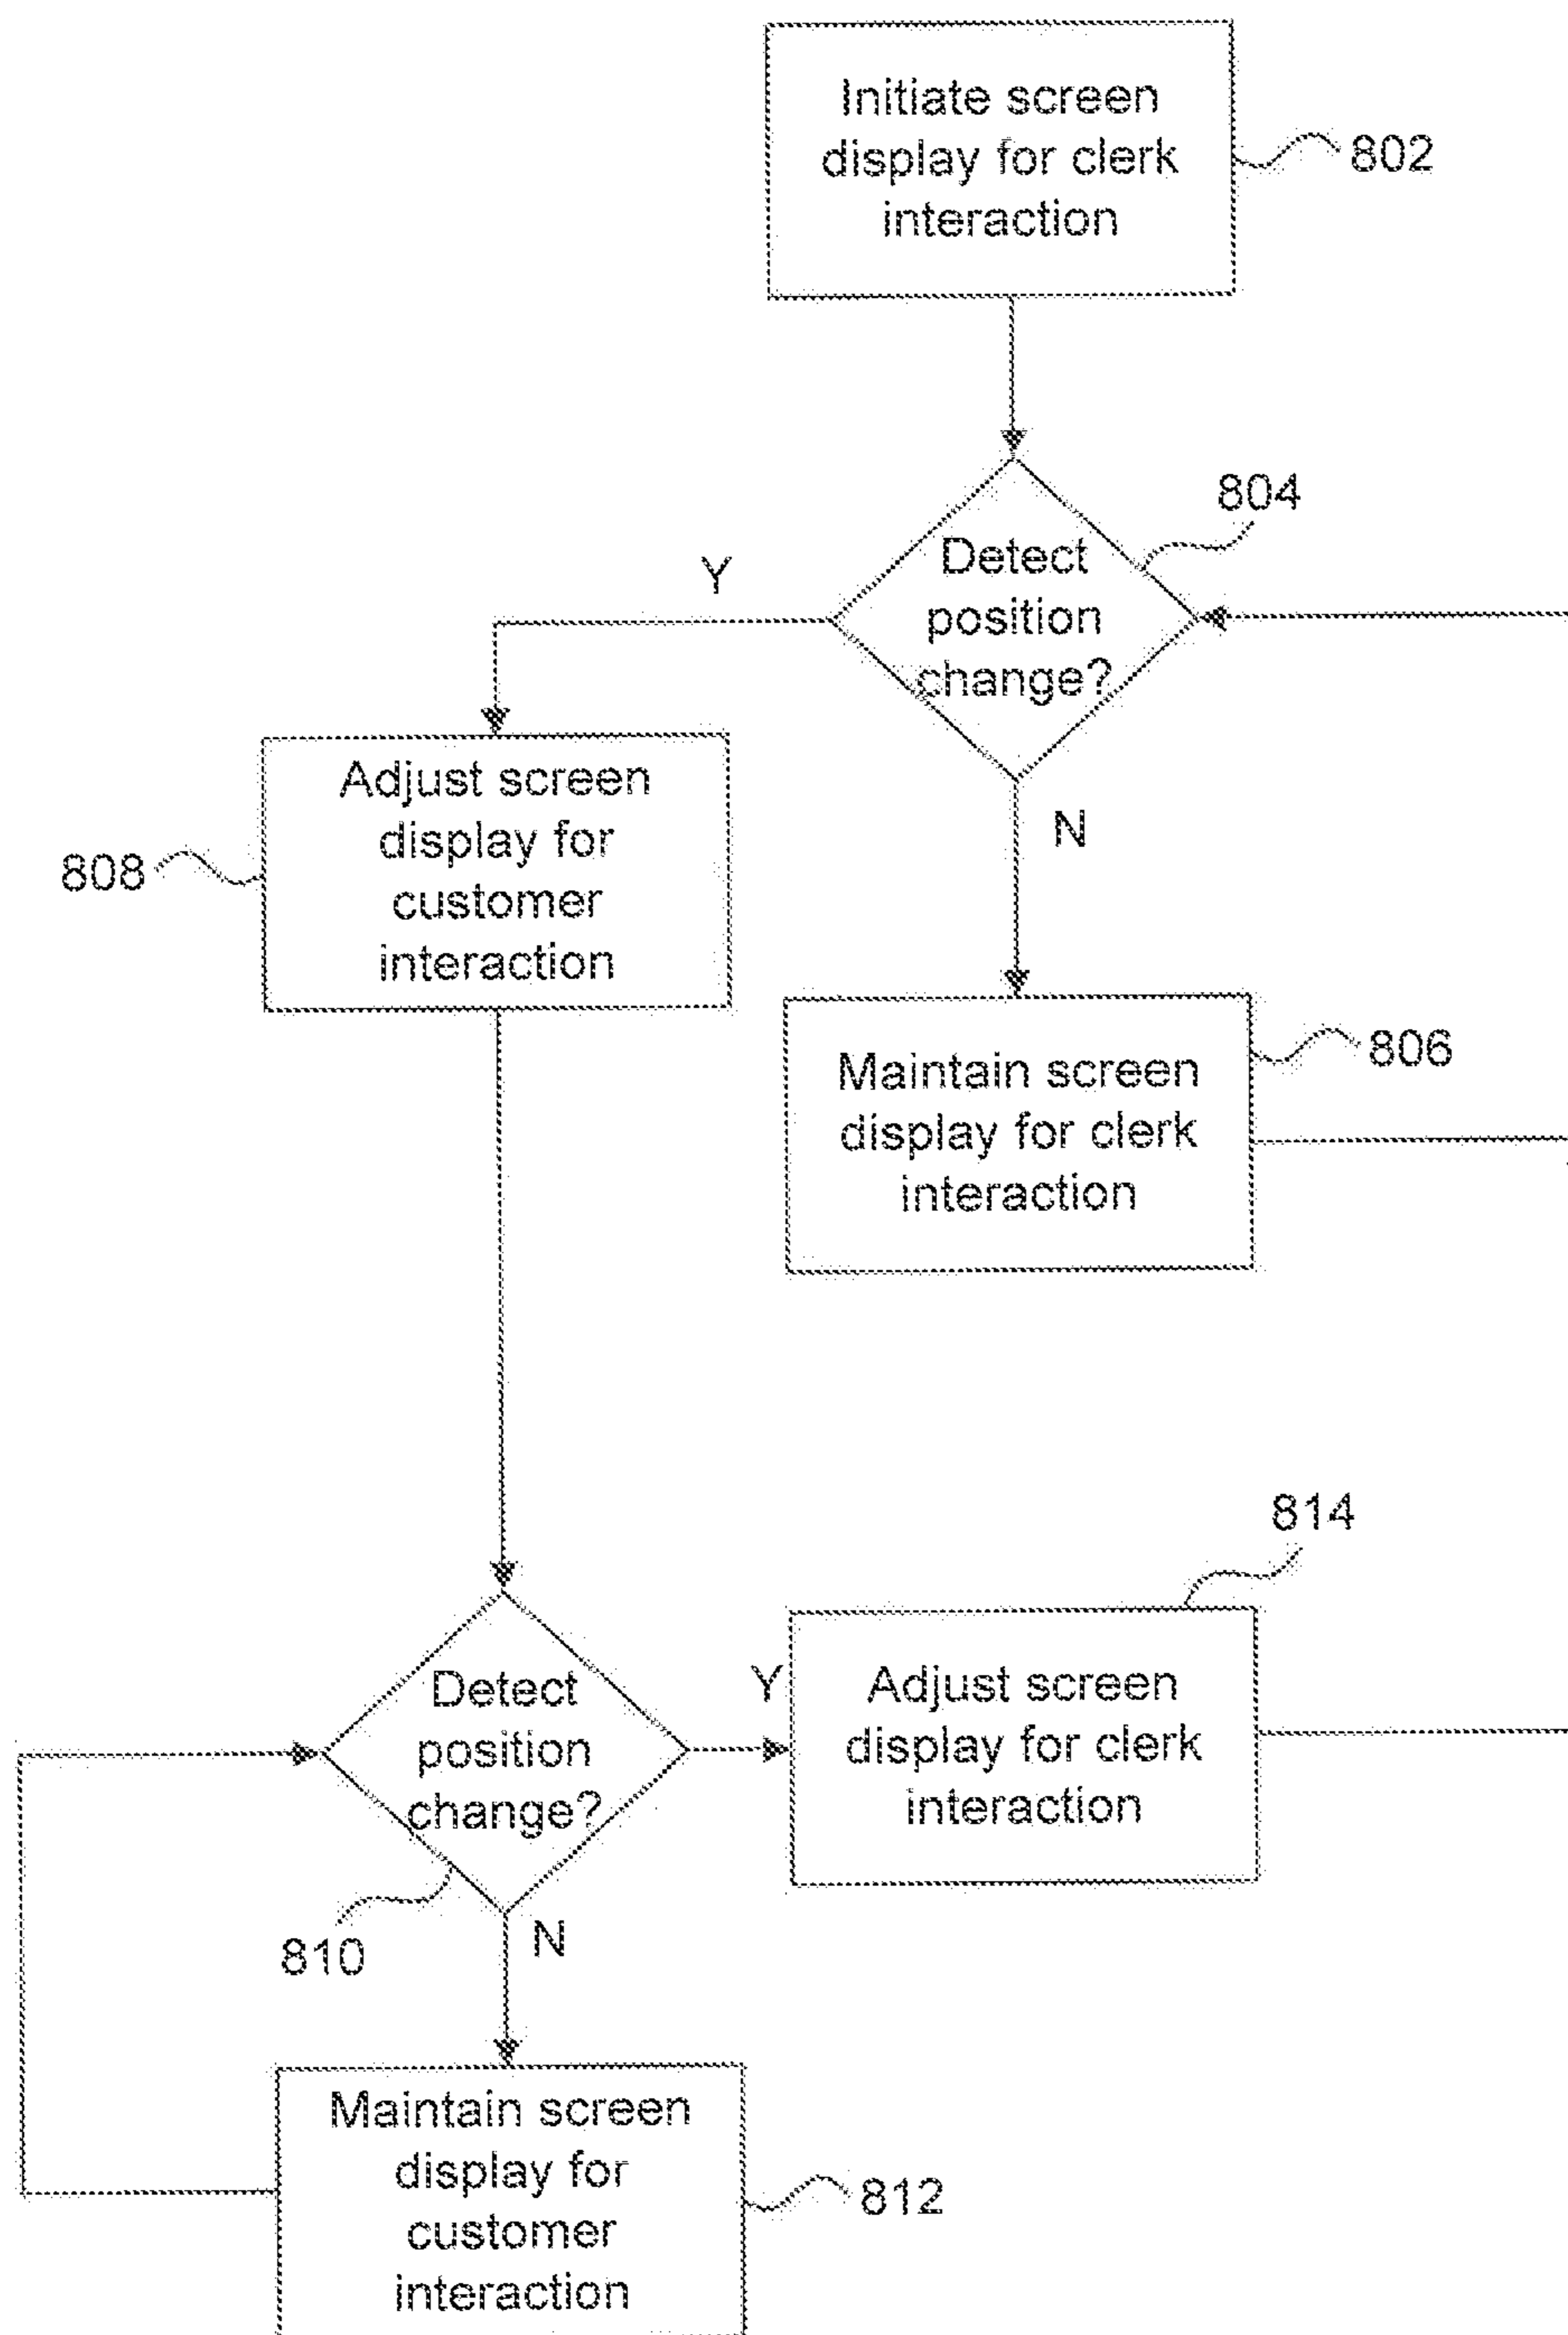 Initiate screen
display for clerk
interaction
802
804
Detect
position
change?
Y
N
Adjust screen
display for
customer
interaction
808
Maintain screen
display for clerk
interaction
806
814
Detect
position
change?
Y
Adjust screen
display for clerk
interaction
810
N
Maintain screen
display for
customer
interaction
812